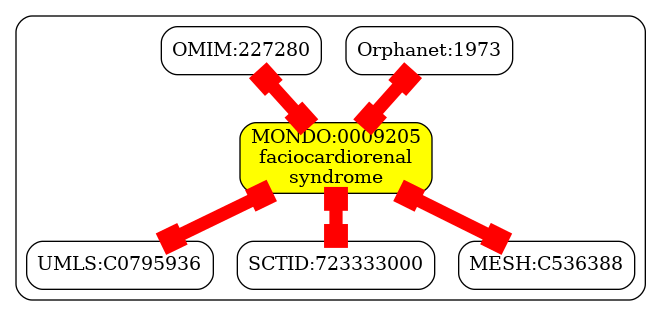 OMIM:227280
Orphanet:1973
MONDO:0009205
faciocardiorenal
syndrome
UMLS:C0795936
SCTID:723333000
MESH:C536388